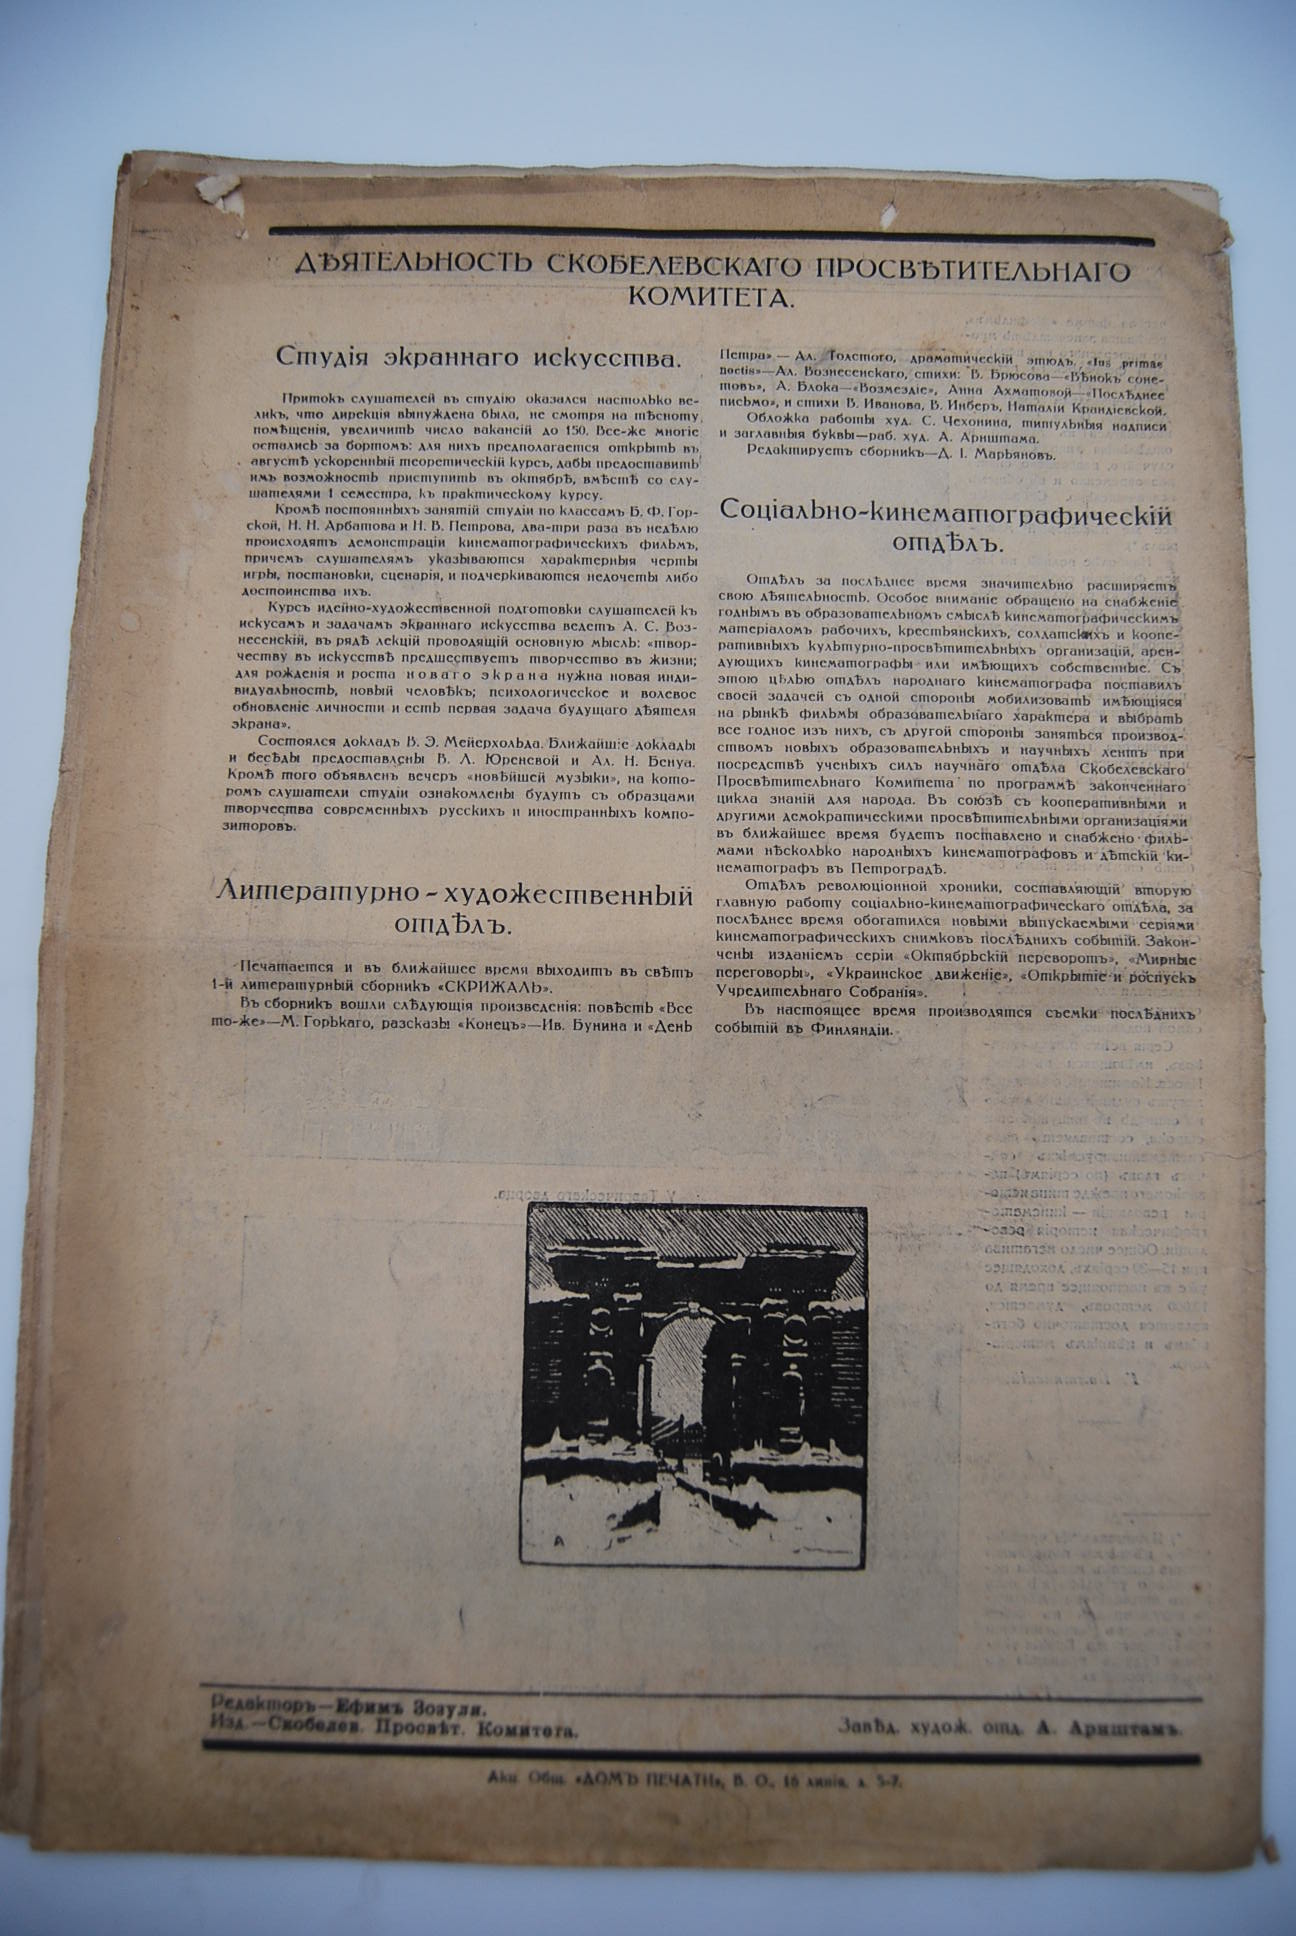 ДѢЯТЕЛЬНОСТЬ СКОБЕЛЕВСКАГО ПРОСВѢТИТЕЛЬНАГО
КОМИТЕТА.
Студія экраннаго искусства.
Притокъ слушателей въ студію оказался настолько ве-
ликъ, что дирекція вынуждена была, не смотря на тѣсноту
помѣщенія, увеличить число вакансій до 150. Все-же многіе
остались за бортомъ: для нихъ предполагается открыть въ
августѣ ускоренный теоретическій курсъ, дабы предоставить
имъ возможность приступить въ октябрѣ, вмѣстѣ со слу-
шателями 1 семестра, къ практическому курсу.
Кромѣ постоянныхъ занятій студіи по классамъ Б. Ф. Гор-
ской, Н. Н. Арбатова и Н. В. Петрова, два-три раза въ недѣлю
происходятъ демонстраціи кинематографическихъ фильмъ,
причемъ слушателямъ указываются характерныя черты
игры, постановки, сценарія, и подчеркиваются недочеты либо
достоинства ихъ.
Курсъ идейно-художественной подготовки слушателей къ
искусамъ и задачамъ экраннаго искусства ведетъ А. С. Воз-
несенскій, въ рядѣ лекцій проводящій основную мысль: «твор-
честву въ искусствѣ предшествуетъ творчество въ жизни;
для рожденія и роста новаго экрана нужна новая инди-
видуальность, новый человѣкъ; психологическое и волевое
обновленіе личности и есть первая задача будущаго дѣятеля
экрана».
Состоялся докладъ В. Э. Мейерхольда. Ближайшіе доклады
и бесѣды предоставлены В. Л. Юреневой и Ал. Н. Бенуа.
Кромѣ того объявленъ вечеръ «новѣйшей музыки», на кото-
ромъ слушатели студіи ознакомлены будутъ съ образцами
творчества современныхъ русскихъ и иностранныхъ компо-
зиторовъ.
Литературно-художественный
отдѣлъ.
Печатается и въ ближайшее время выходитъ въ свѣтъ
1-й литературный сборникъ «СКРИЖАЛЬ».
Въ сборникъ вошли слѣдующія произведенія: повѣсть «Все
то-же»—М. Горькаго, разсказы «Конецъ»—Ив. Бунина и «День
Петра» — Ал. Толстого, драматическій этюдъ «Ius primae
noctis»—Ал. Вознесенскаго, стихи: В. Брюсова—«Вѣнокъ соне-
товъ», А. Блока—«Возмездіе», Анна Ахматовой—«Послѣднее
письмо», и стихи В. Иванова, В. Инберъ, Наталіи Крандіевской.
Обложка работы худ. С. Чехонина, титульныя надписи
и заглавныя буквы—раб. худ. А. Арнштама.
Редактируетъ сборникъ—Д. І. Марьяновъ.
Соціально-кинематографическій
отдѣлъ.
Отдѣлъ за послѣднее время значительно расширяетъ
свою дѣятельность. Особое вниманіе обращено на снабженіе
годнымъ въ образовательномъ смыслѣ кинематографическимъ
матеріаломъ рабочихъ, крестьянскихъ, солдатскихъ и коопе-
ративныхъ культурно-просвѣтительныхъ организацій, арен-
дующихъ кинематографы или имѣющихъ собственные. Съ
этою цѣлью отдѣлъ народнаго кинематографа поставилъ
своей задачей съ одной стороны мобилизовать имѣющіяся
на рынкѣ фильмы образовательнаго характера и выбрать
все годное изъ нихъ, съ другой стороны заняться производ-
ствомъ новыхъ образовательныхъ и научныхъ лентъ при
посредствѣ ученыхъ силъ научнаго отдѣла Скобелевскаго
Просвѣтительнаго Комитета по программѣ законченнаго
цикла знаній для народа. Въ союзѣ съ кооперативными и
другими демократическими просвѣтительными организаціями
въ ближайшее время будетъ поставлено и снабжено филь-
мами нѣсколько народныхъ кинематографовъ и дѣтскій ки-
нематографъ въ Петроградѣ.
Отдѣлъ революціонной хроники, составляющій вторую
главную работу соціально-кинематографическаго отдѣла, за
послѣднее время обогатился новыми выпускаемыми серіями
кинематографическихъ снимковъ послѣднихъ событій. Закон-
чены изданіемъ серіи «Октябрьскій переворотъ», «Мирные
переговоры», «Украинское движеніе», «Открытіе и роспускъ
Учредительнаго Собранія».
Въ настоящее время производятся съемки послѣднихъ
событій въ Финляндіи.
А
Редакторъ—Ефимъ Зозуля.
Изд.—Скобелев. Просвѣт. Комитета.
Завѣд. худож. отд. А. Арнштамъ.
Акц. Общ. «ДОМЪ ПЕЧАТИ», В. О., 16 линія, д. 5-7.